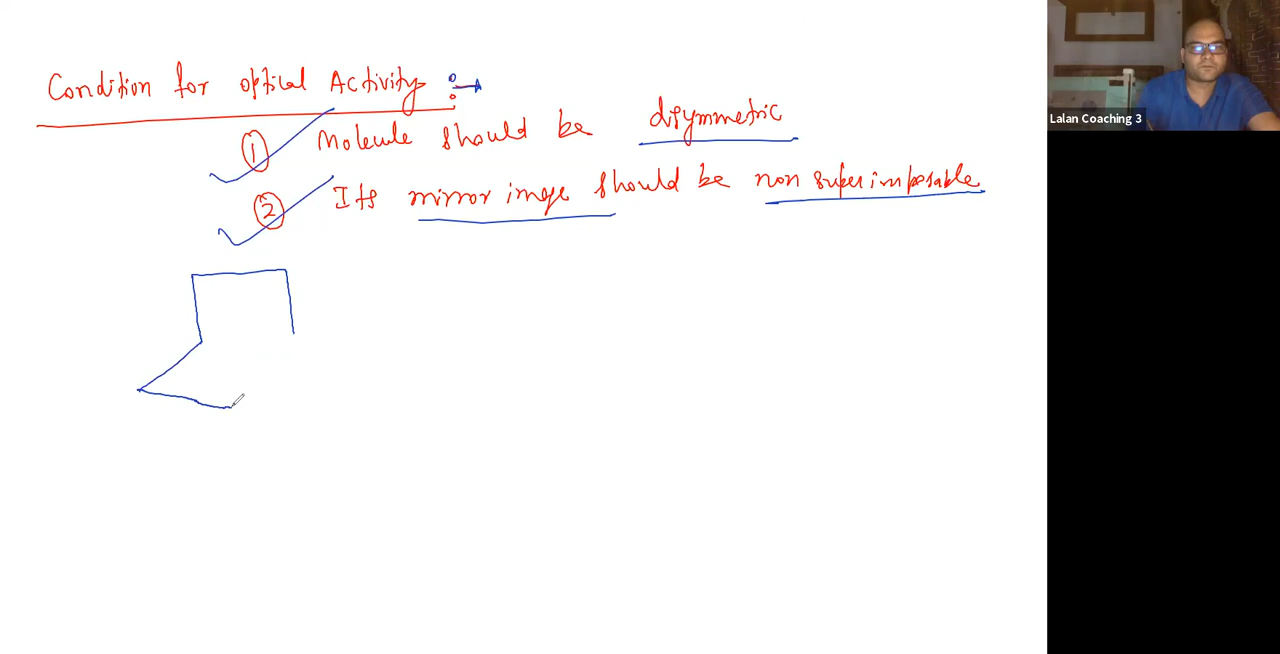 Condition for optical Activity :→
① Molecule should be disymmetric
② Its mirror image should be non superimposable
Lalan Coaching 3